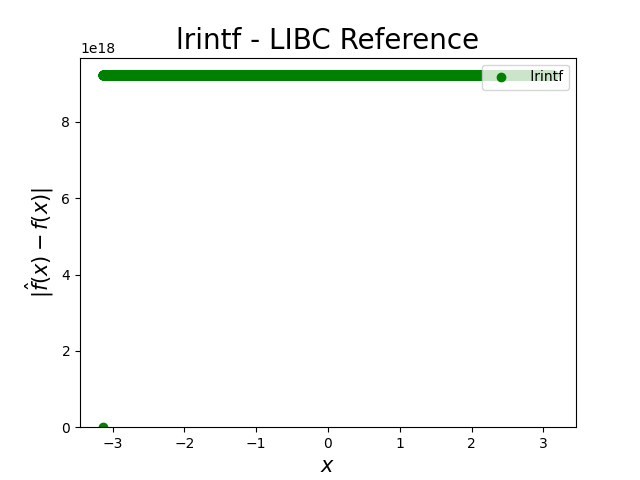 lrintf - LIBC Reference
1e18
lrintf
8
6
4
2
0
|f̂(x) − f(x)|
−3
−2
−1
0
1
2
3
x